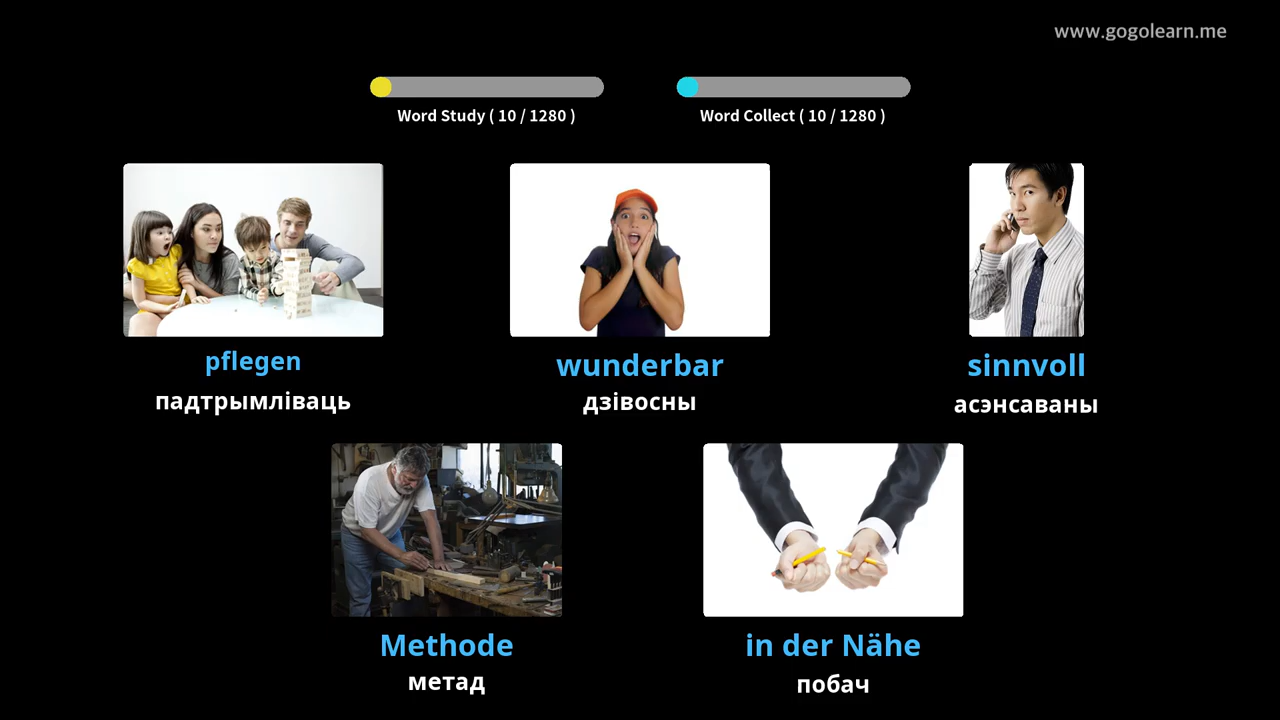 www.gogolearn.me
Word Study ( 10 / 1280 )
Word Collect ( 10 / 1280 )
pflegen
падтрымліваць
wunderbar
дзівосны
sinnvoll
асэнсаваны
Methode
метад
in der Nähe
побач